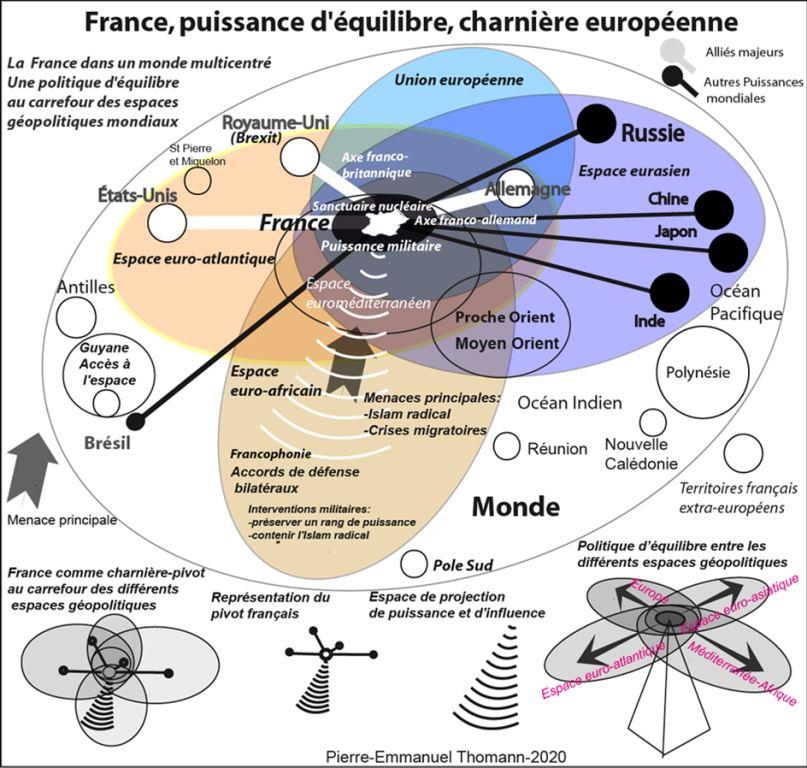 France, puissance d'équilibre, charnière européenne
La France dans un monde multicentré
Une politique d'équilibre
au carrefour des espaces
géopolitiques mondiaux
Alliés majeurs
Autres Puissances
mondiales
Union européenne
Royaume-Uni
(Brexit)
St Pierre
et Miquelon
Axe franco-
britannique
Russie
Espace eurasien
États-Unis
Allemagne
Sanctuaire nucléaire
Chine
France
Axe franco-allemand
Japon
Puissance militaire
Espace euro-atlantique
Antilles
Espace
euroméditerranéen
Océan
Pacifique
Inde
Proche Orient
Moyen Orient
Guyane
Accès à
l'espace
Espace
euro-africain
Polynésie
Menaces principales:
-Islam radical
-Crises migratoires
Océan Indien
Brésil
Réunion
Nouvelle
Calédonie
Francophonie
Accords de défense
bilatéraux
Territoires français
extra-européens
Interventions militaires:
-préserver un rang de puissance
-contenir l'Islam radical
Monde
Menace principale
Pole Sud
France comme charnière-pivot
au carrefour des différents
espaces géopolitiques
Représentation du
pivot français
Espace de projection
de puissance et d'influence
Politique d'équilibre entre les
différents espaces géopolitiques
Europe
Espace euro-asiatique
Espace euro-atlantique
Méditerranée-Afrique
Pierre-Emmanuel Thomann-2020